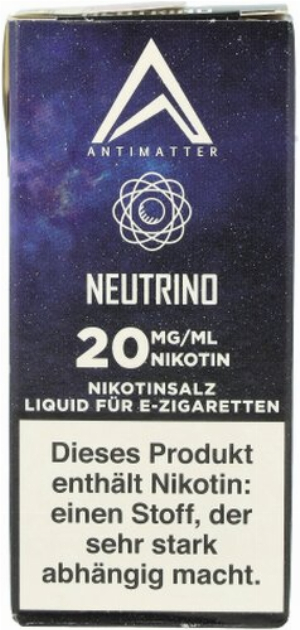 ANTIMATTER
NEUTRINO
20 MG/ML
NIKOTIN
NIKOTINSALZ
LIQUID FÜR E-ZIGARETTEN
Dieses Produkt
enthält Nikotin:
einen Stoff, der
sehr stark
abhängig macht.